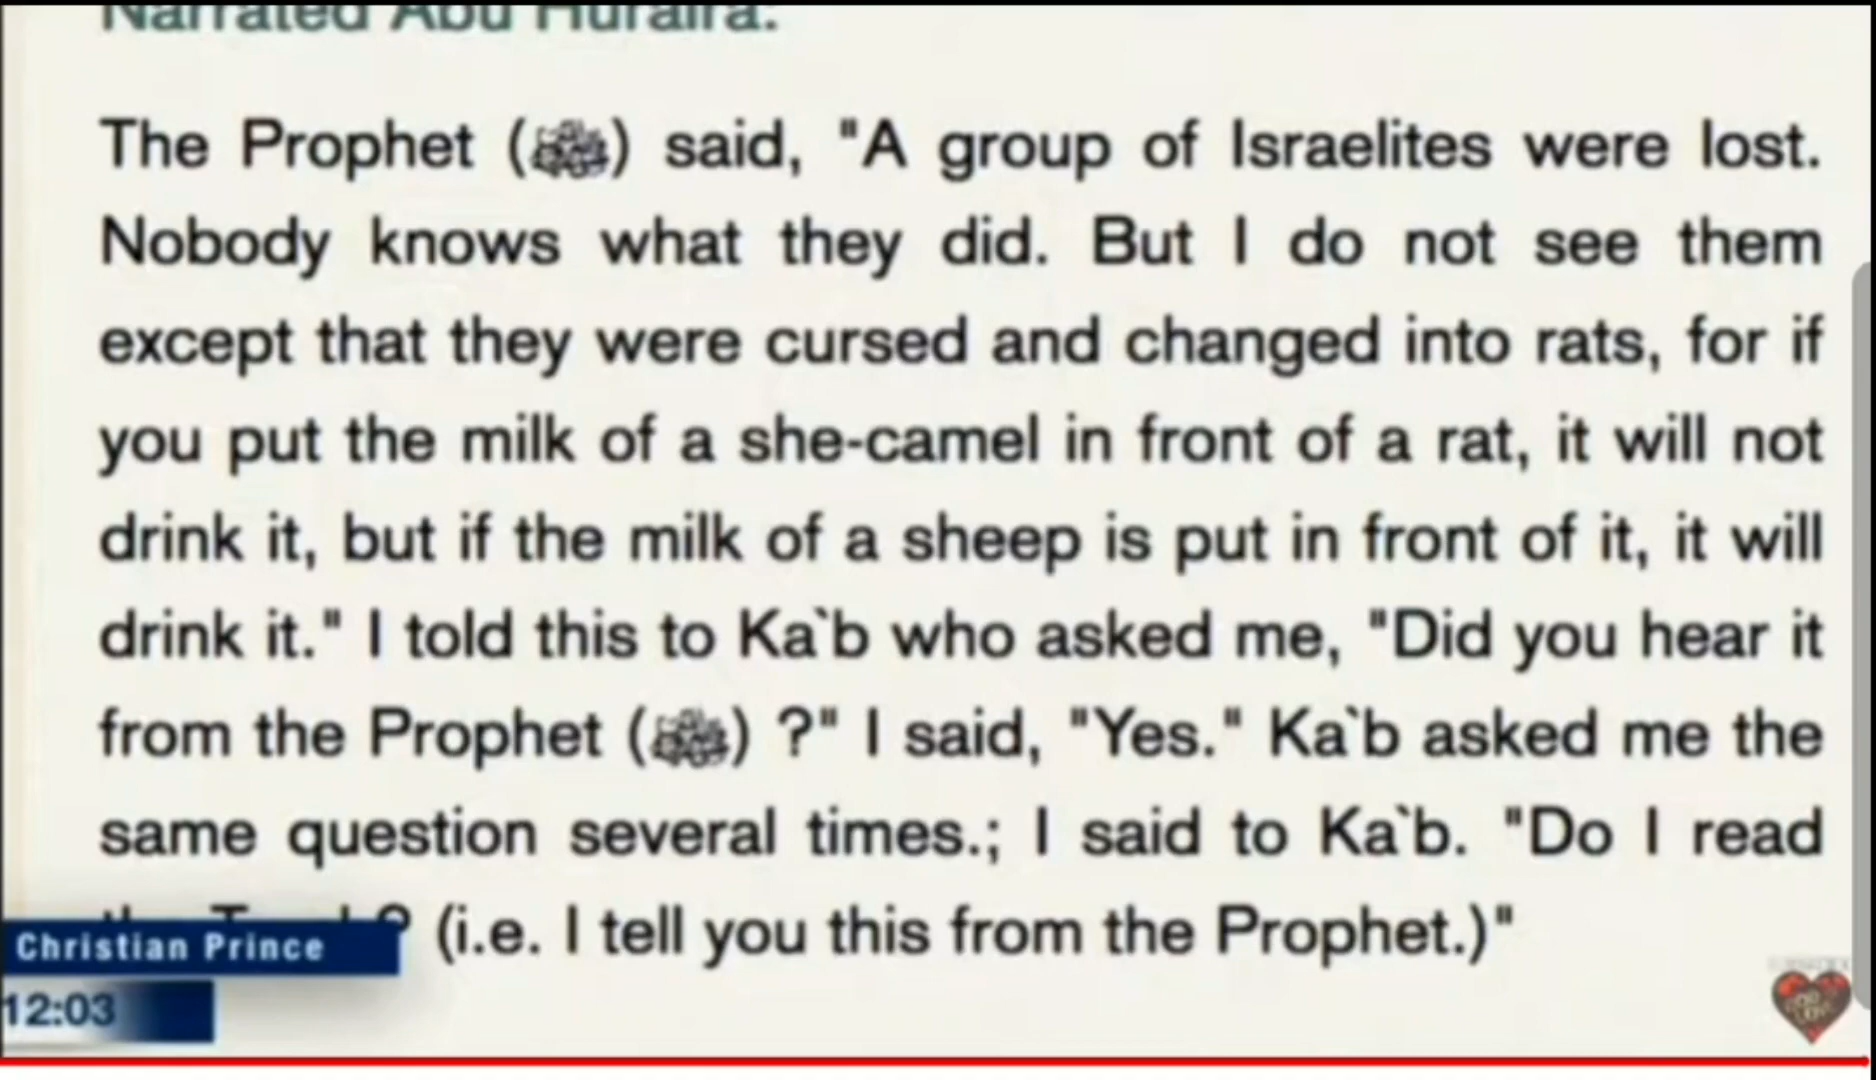 Narrated Abu Huraira:
The Prophet (ﷺ) said, "A group of Israelites were lost.
Nobody knows what they did. But I do not see them
except that they were cursed and changed into rats, for if
you put the milk of a she-camel in front of a rat, it will not
drink it, but if the milk of a sheep is put in front of it, it will
drink it." I told this to Ka`b who asked me, "Did you hear it
from the Prophet (ﷺ) ?" I said, "Yes." Ka`b asked me the
same question several times.; I said to Ka`b. "Do I read
? (i.e. I tell you this from the Prophet.)"
Christian Prince
12:03